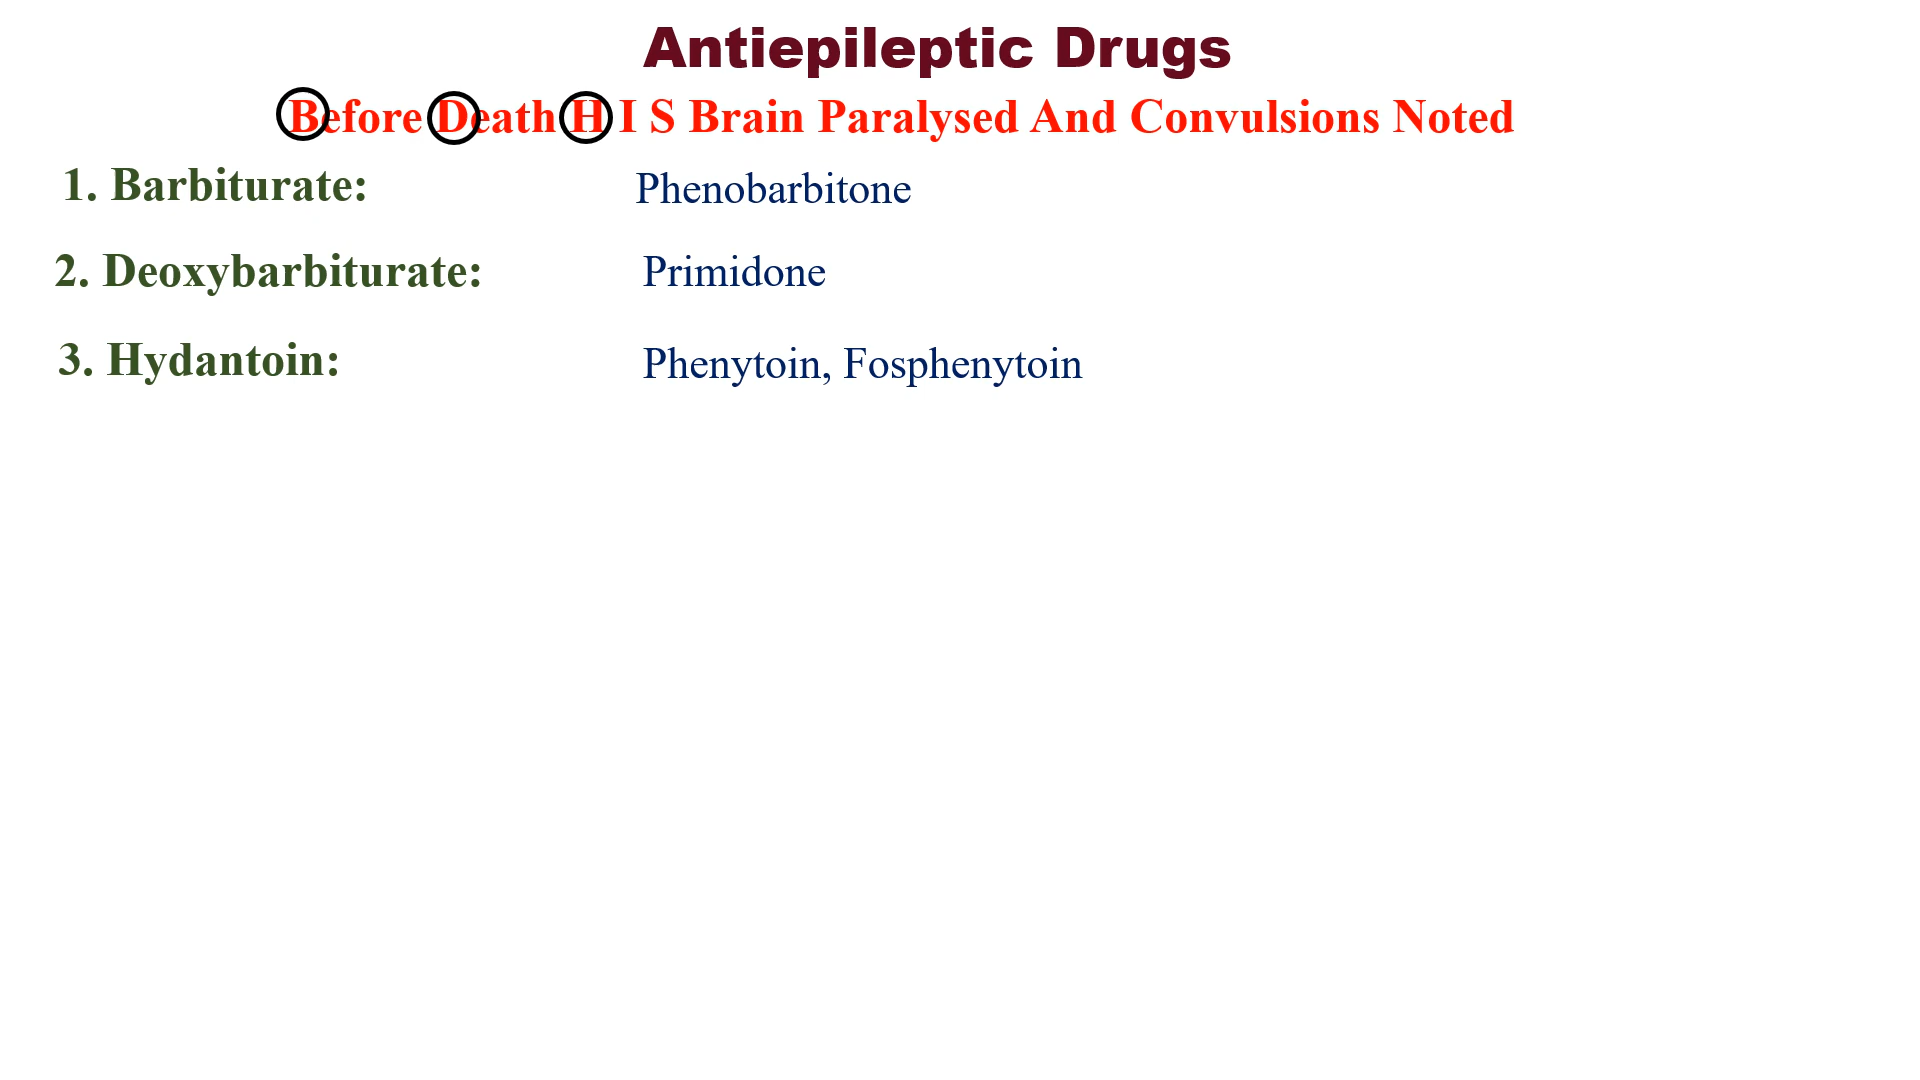 Antiepileptic Drugs
Before Death H I S Brain Paralysed And Convulsions Noted
1. Barbiturate: Phenobarbitone
2. Deoxybarbiturate: Primidone
3. Hydantoin: Phenytoin, Fosphenytoin